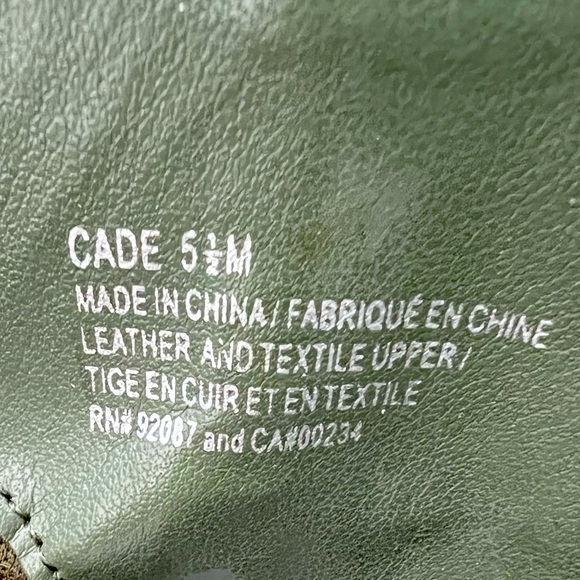 CADE 5½M
MADE IN CHINA / FABRIQUÉ EN CHINE
LEATHER AND TEXTILE UPPER /
TIGE EN CUIR ET EN TEXTILE
RN# 92087 and CA#00234